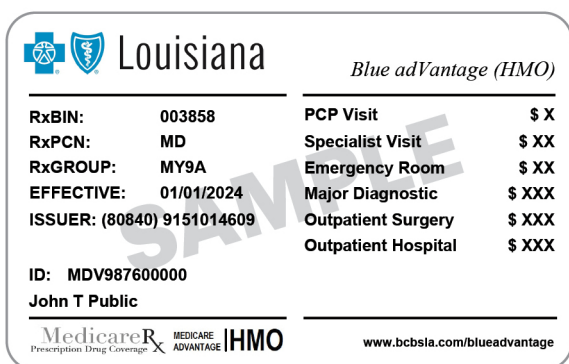 Louisiana
Blue adVantage (HMO)
RxBIN: 003858
RxPCN: MD
RxGROUP: MY9A
EFFECTIVE: 01/01/2024
ISSUER: (80840) 9151014609
ID: MDV987600000
John T Public
PCP Visit $ X
Specialist Visit $ XX
Emergency Room $ XX
Major Diagnostic $ XXX
Outpatient Surgery $ XXX
Outpatient Hospital $ XXX
SAMPLE
MedicareRx
Prescription Drug Coverage
MEDICARE
ADVANTAGE HMO
www.bcbsla.com/blueadvantage